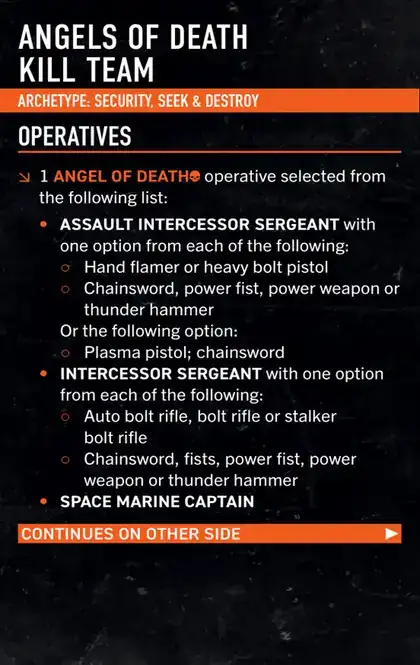 ANGELS OF DEATH
KILL TEAM
ARCHETYPE: SECURITY, SEEK & DESTROY
OPERATIVES
↘ 1 ANGEL OF DEATH💀 operative selected from
the following list:
• ASSAULT INTERCESSOR SERGEANT with
one option from each of the following:
○ Hand flamer or heavy bolt pistol
○ Chainsword, power fist, power weapon or
thunder hammer
Or the following option:
○ Plasma pistol; chainsword
• INTERCESSOR SERGEANT with one option
from each of the following:
○ Auto bolt rifle, bolt rifle or stalker
bolt rifle
○ Chainsword, fists, power fist, power
weapon or thunder hammer
• SPACE MARINE CAPTAIN
CONTINUES ON OTHER SIDE ▶